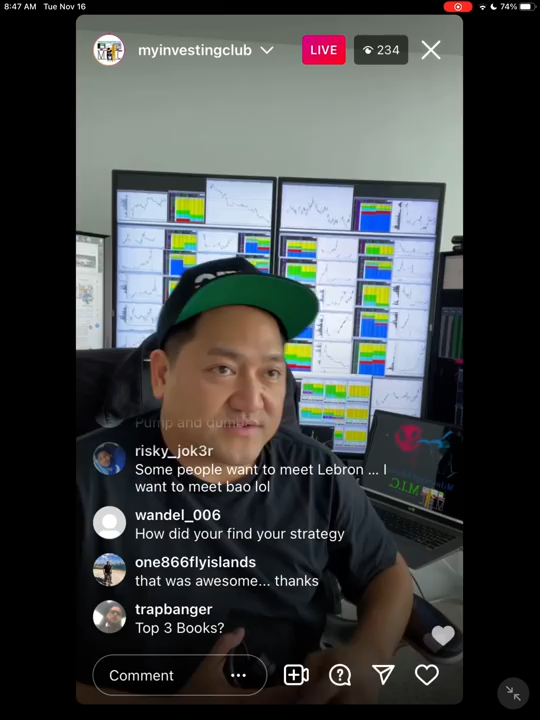 8:47 AM Tue Nov 16
74%
myinvestingclub
LIVE
234
Pump and dump
risky_jok3r
Some people want to meet Lebron ... I
want to meet bao lol
wandel_006
How did your find your strategy
one866flyislands
that was awesome... thanks
trapbanger
Top 3 Books?
Comment